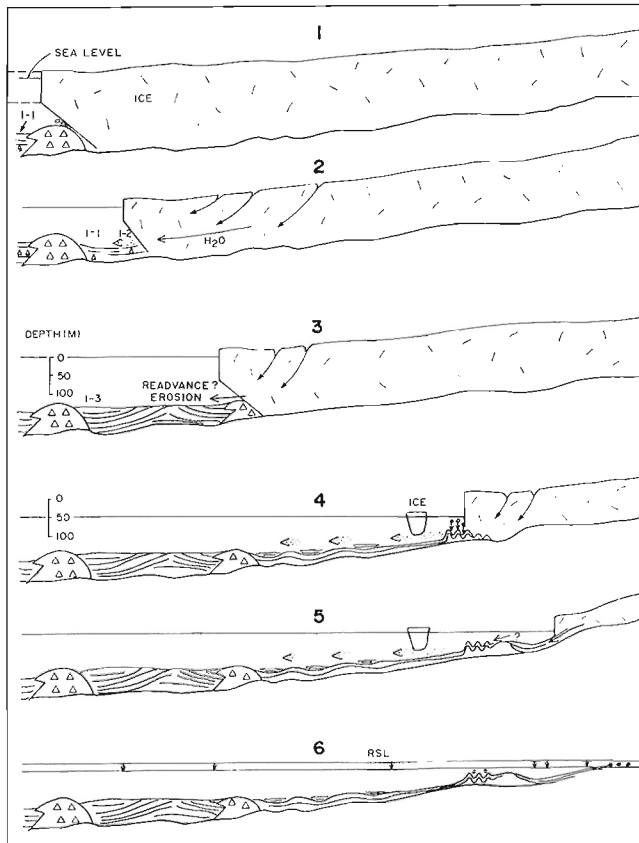 1
SEA LEVEL
ICE
1-1
2
1-1
1-2
H2O
3
DEPTH (M)
0
50
100
READVANCE?
EROSION
1-3
4
0
50
100
ICE
5
?
6
RSL